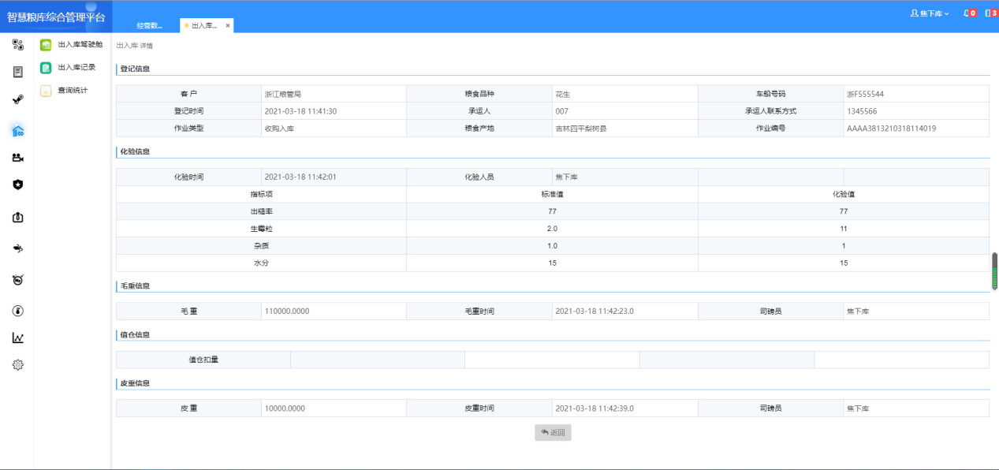 智慧粮库综合管理平台
经营数...
出入库... ×
焦下库
0
3
出入库驾驶舱
出入库记录
查询统计
出入库 详情
登记信息
客 户 浙江粮管局 粮食品种 花生 车船号码 浙F555544
登记时间 2021-03-18 11:41:30 承运人 007 承运人联系方式 1345566
作业类型 收购入库 粮食产地 吉林四平梨树县 作业编号 AAAA3813210318114019
化验信息
化验时间 2021-03-18 11:42:01 化验人员 焦下库
指标项 标准值 化验值
出糙率 77 77
生霉粒 2.0 11
杂质 1.0 1
水分 15 15
毛重信息
毛 重 110000.0000 毛重时间 2021-03-18 11:42:23.0 司磅员 焦下库
值仓信息
值仓扣量
皮重信息
皮 重 10000.0000 皮重时间 2021-03-18 11:42:39.0 司磅员 焦下库
返回